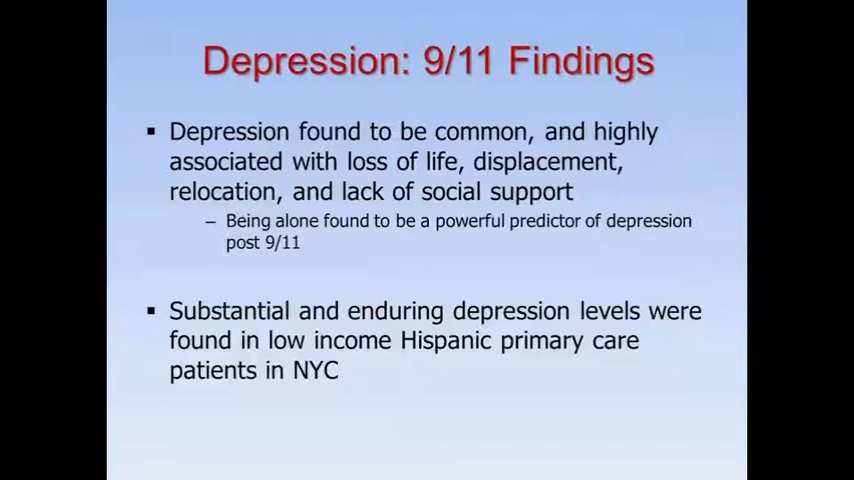 Depression: 9/11 Findings
▪ Depression found to be common, and highly
associated with loss of life, displacement,
relocation, and lack of social support
– Being alone found to be a powerful predictor of depression
post 9/11
▪ Substantial and enduring depression levels were
found in low income Hispanic primary care
patients in NYC